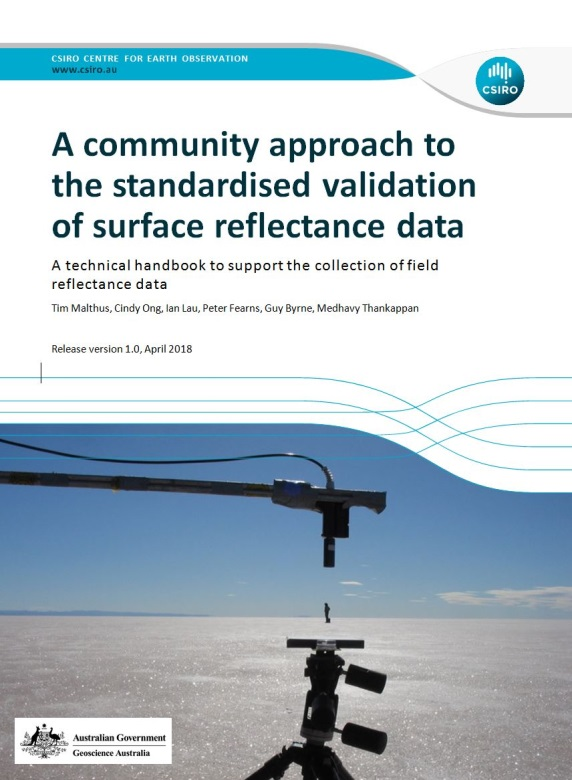 CSIRO CENTRE FOR EARTH OBSERVATION
www.csiro.au
CSIRO
A community approach to
the standardised validation
of surface reflectance data
A technical handbook to support the collection of field
reflectance data
Tim Malthus, Cindy Ong, Ian Lau, Peter Fearns, Guy Byrne, Medhavy Thankappan
Release version 1.0, April 2018
Australian Government
Geoscience Australia